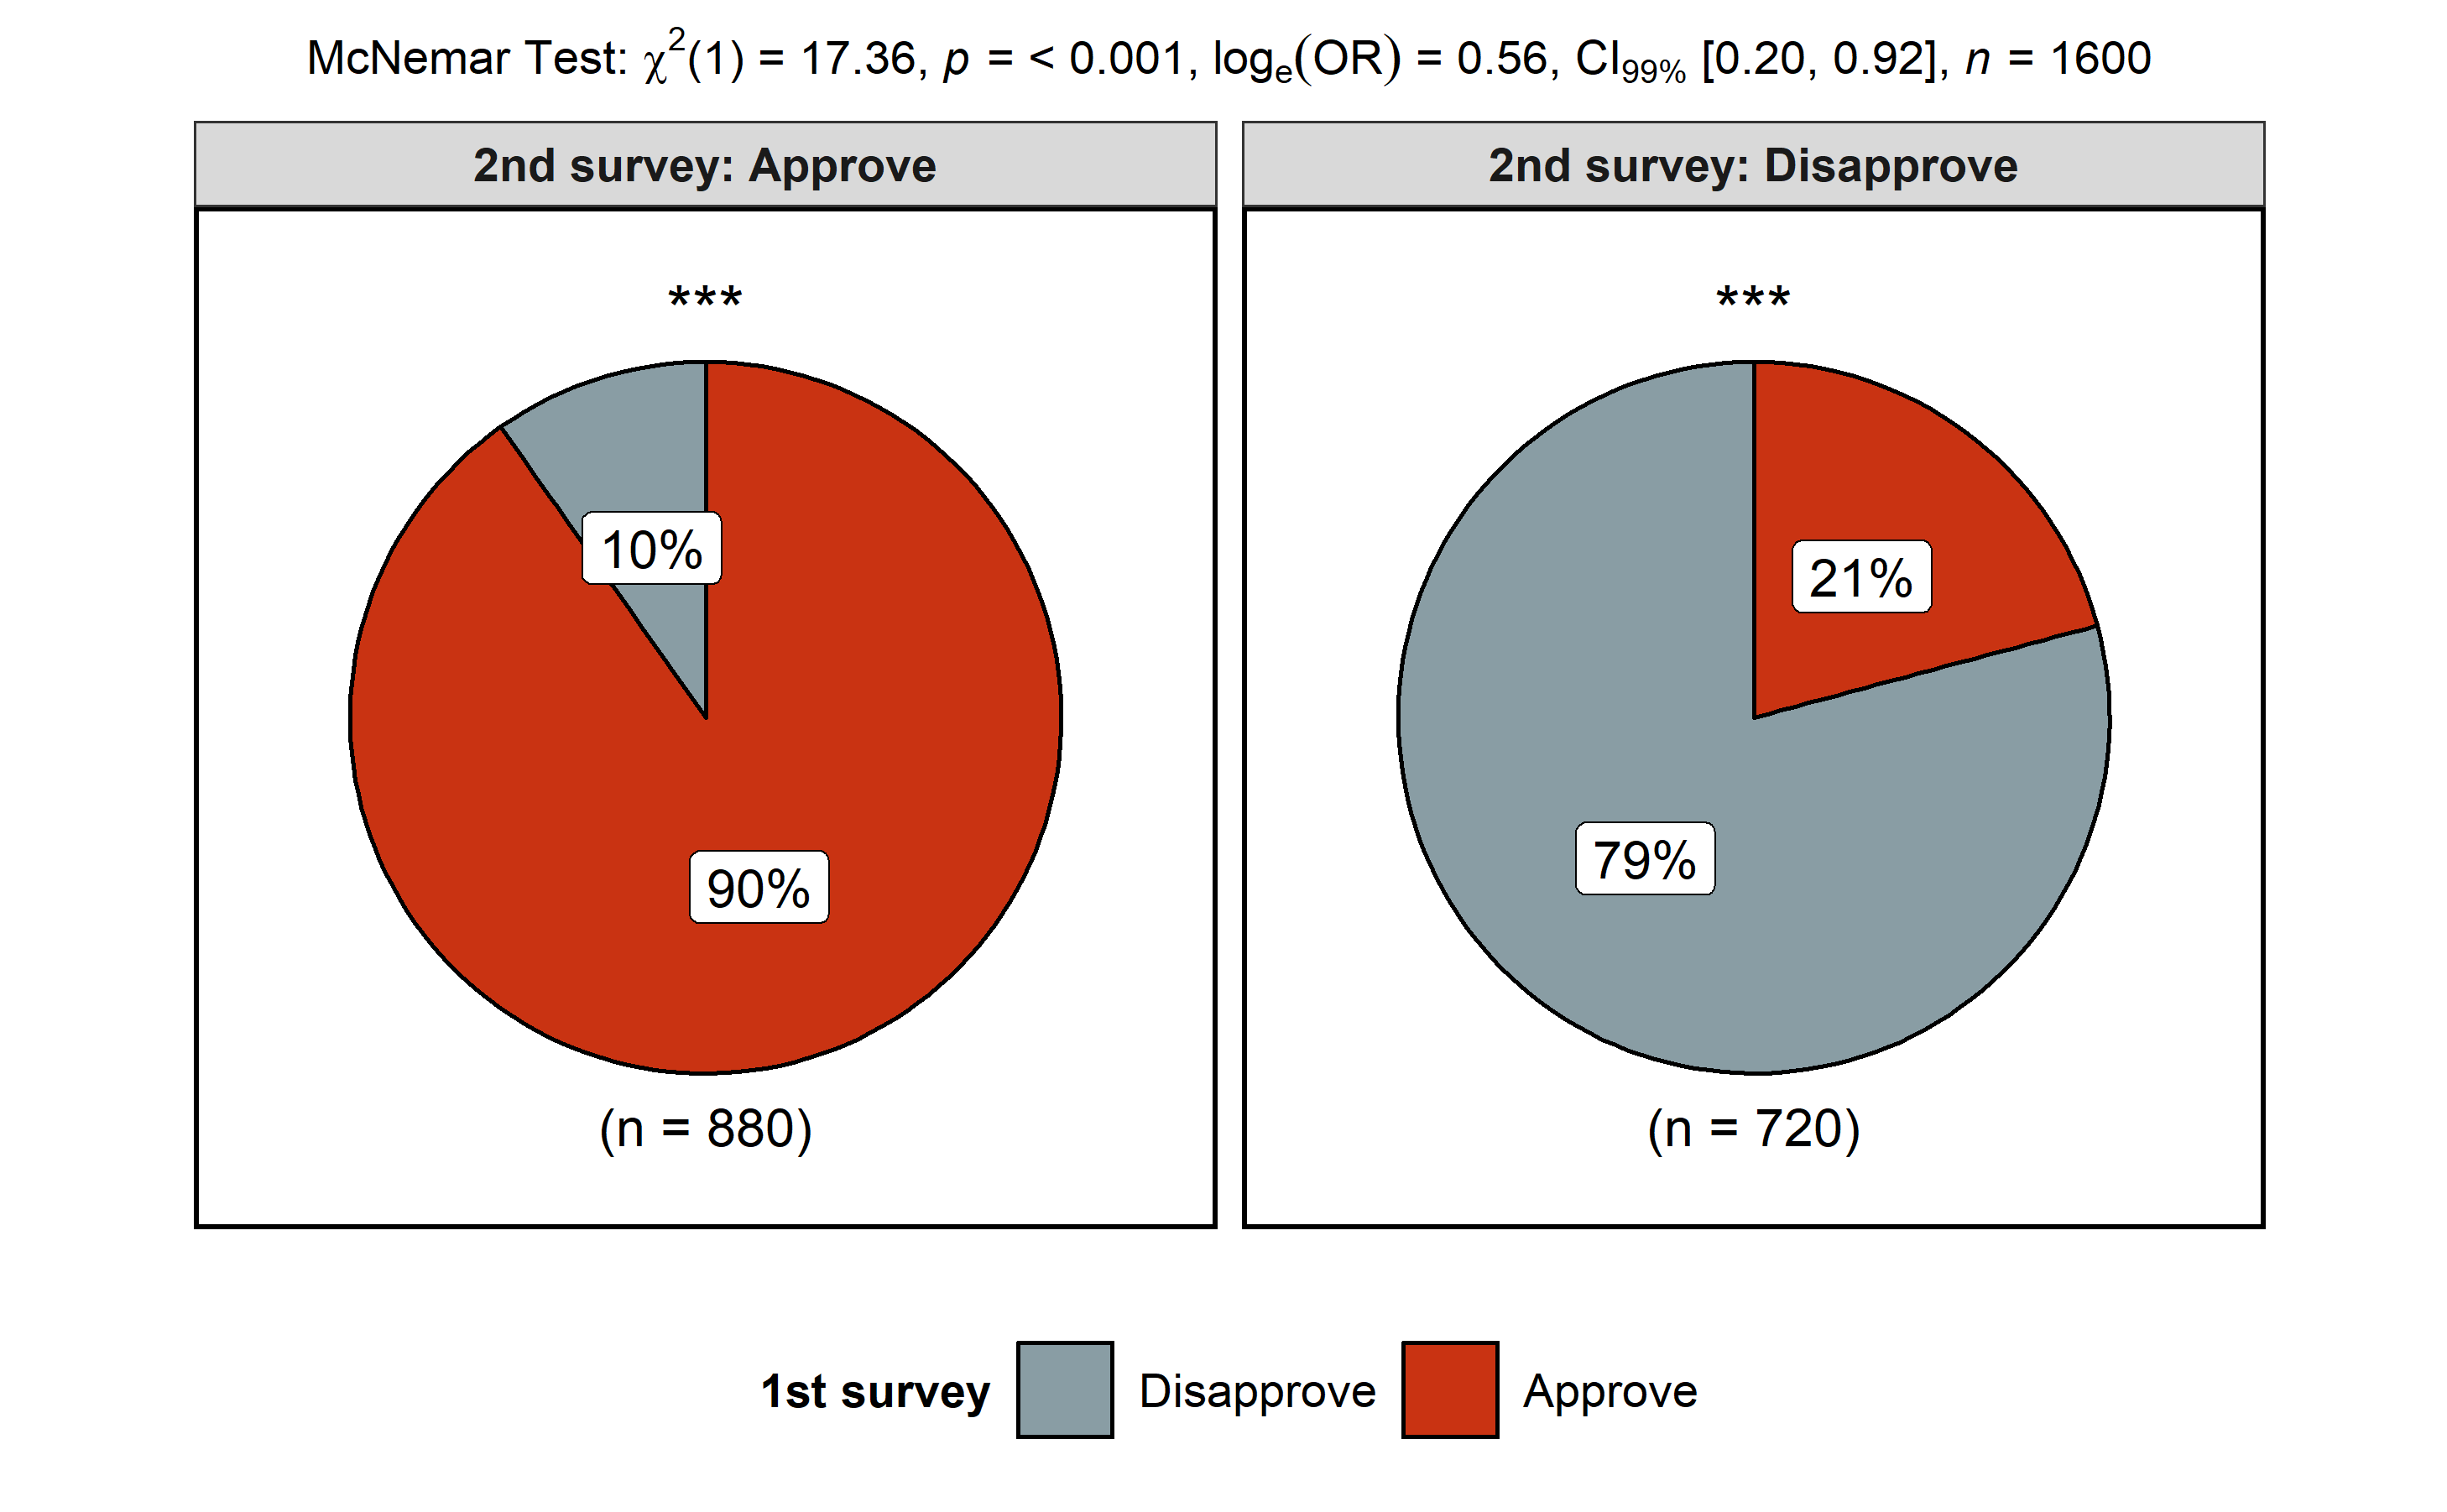 McNemar Test: χ²(1) = 17.36, p = < 0.001, logₑ(OR) = 0.56, CI₉₉% [0.20, 0.92], n = 1600
2nd survey: Approve
***
10%
90%
(n = 880)
2nd survey: Disapprove
***
21%
79%
(n = 720)
1st survey Disapprove Approve